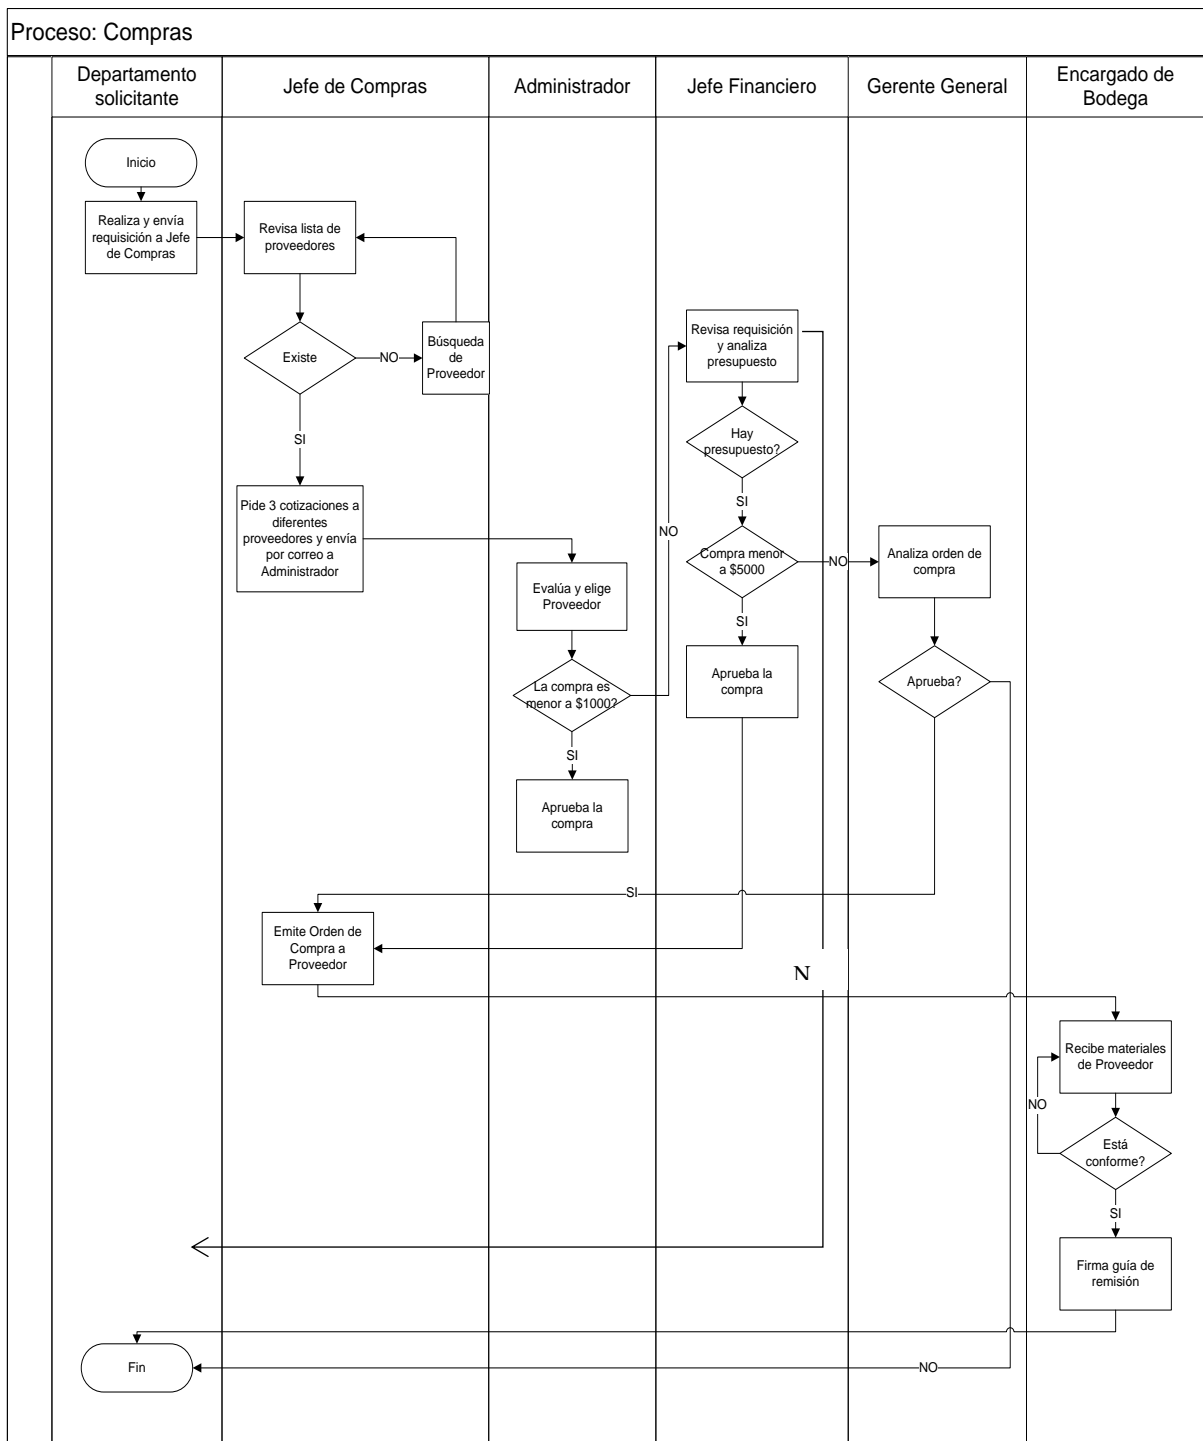 Proceso: Compras
Departamento
solicitante
Jefe de Compras
Administrador
Jefe Financiero
Gerente General
Encargado de
Bodega
Inicio
Realiza y envía
requisición a Jefe
de Compras
Revisa lista de
proveedores
Existe
NO
Búsqueda
de
Proveedor
SI
Pide 3 cotizaciones a
diferentes
proveedores y envía
por correo a
Administrador
Evalúa y elige
Proveedor
La compra es
menor a $1000?
NO
SI
Aprueba la
compra
Revisa requisición
y analiza
presupuesto
Hay
presupuesto?
SI
Compra menor
a $5000
NO
SI
Aprueba la
compra
Analiza orden de
compra
Aprueba?
SI
Emite Orden de
Compra a
Proveedor
N
Recibe materiales
de Proveedor
NO
Está
conforme?
SI
Firma guía de
remisión
Fin
NO